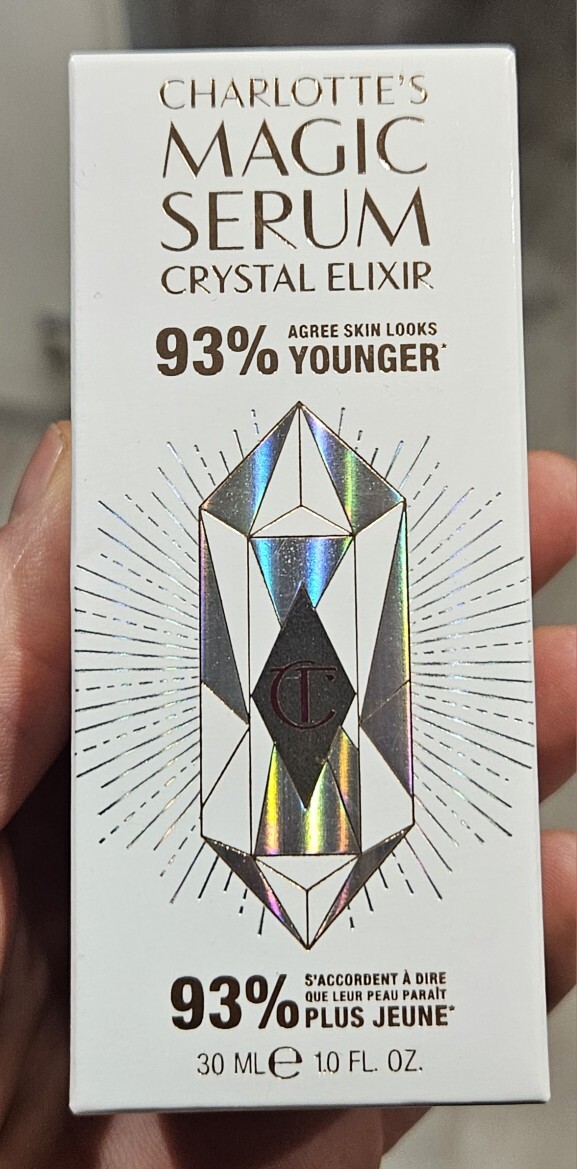 CHARLOTTE'S
MAGIC
SERUM
CRYSTAL ELIXIR
93% AGREE SKIN LOOKS
YOUNGER*
CT
93% S'ACCORDENT À DIRE
QUE LEUR PEAU PARAÎT
PLUS JEUNE*
30 ML ℮ 1.0 FL. OZ.